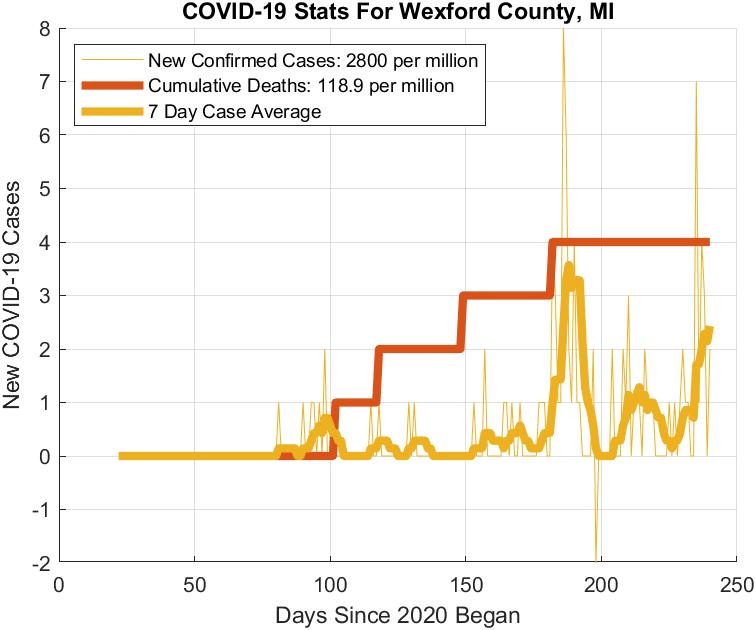 COVID-19 Stats For Wexford County, MI
New Confirmed Cases: 2800 per million
Cumulative Deaths: 118.9 per million
7 Day Case Average
New COVID-19 Cases
8
7
6
5
4
3
2
1
0
-1
-2
0 50 100 150 200 250
Days Since 2020 Began